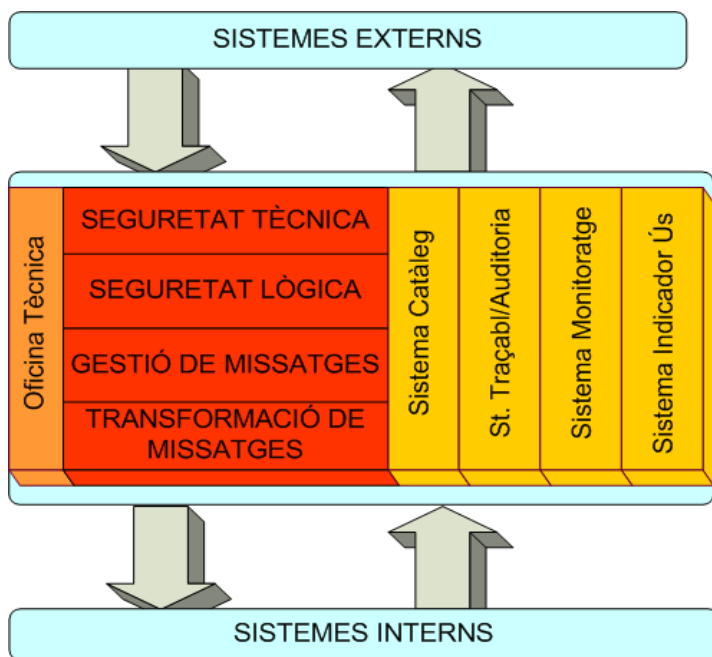 SISTEMES EXTERNS
Oficina Tècnica
SEGURETAT TÈCNICA
SEGURETAT LÒGICA
GESTIÓ DE MISSATGES
TRANSFORMACIÓ DE
MISSATGES
Sistema Catàleg
St. Traçabl/Auditoria
Sistema Monitoratge
Sistema Indicador Ús
SISTEMES INTERNS